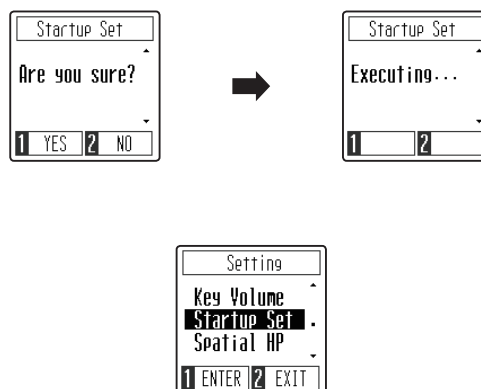 Startup Set
Are you sure?
1 YES 2 NO
Startup Set
Executing...
1 2
Setting
Key Volume
Startup Set
Spatial HP
1 ENTER 2 EXIT